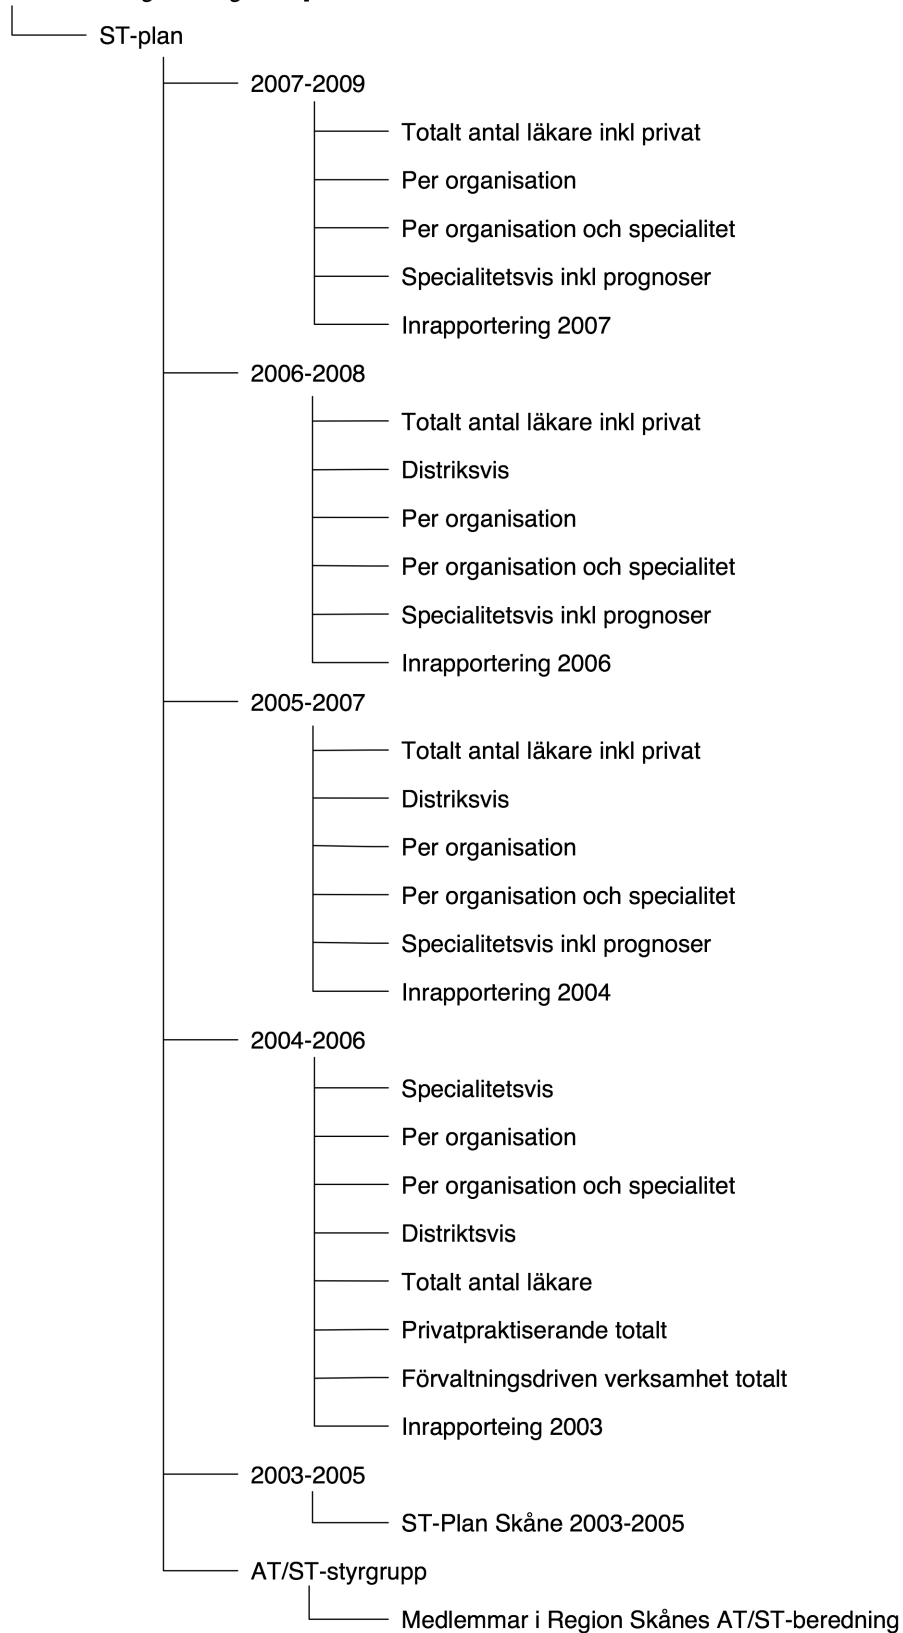 ST-plan
2007-2009
Totalt antal läkare inkl privat
Per organisation
Per organisation och specialitet
Specialitetsvis inkl prognoser
Inrapportering 2007
2006-2008
Totalt antal läkare inkl privat
Distriksvis
Per organisation
Per organisation och specialitet
Specialitetsvis inkl prognoser
Inrapportering 2006
2005-2007
Totalt antal läkare inkl privat
Distriksvis
Per organisation
Per organisation och specialitet
Specialitetsvis inkl prognoser
Inrapportering 2004
2004-2006
Specialitetsvis
Per organisation
Per organisation och specialitet
Distriktsvis
Totalt antal läkare
Privatpraktiserande totalt
Förvaltningsdriven verksamhet totalt
Inrapporteing 2003
2003-2005
ST-Plan Skåne 2003-2005
AT/ST-styrgrupp
Medlemmar i Region Skånes AT/ST-beredning